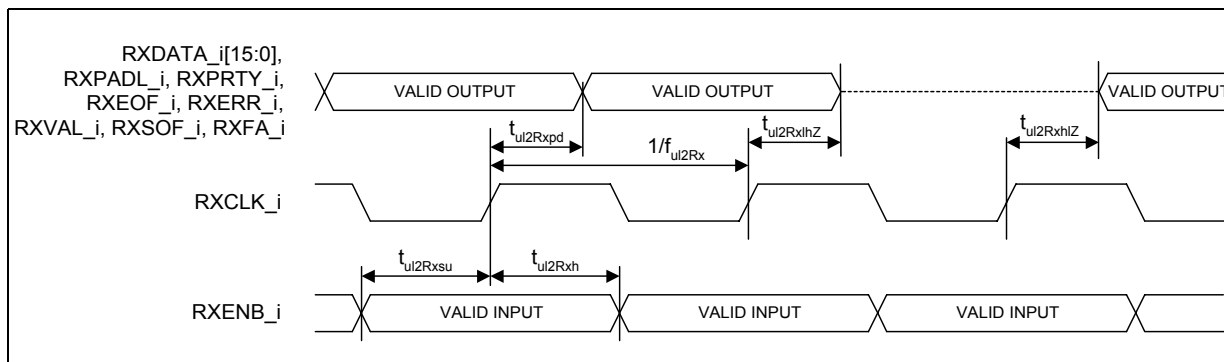 RXDATA_i[15:0],
RXPADL_i, RXPRTY_i,
RXEOF_i, RXERR_i,
RXVAL_i, RXSOF_i, RXFA_i
VALID OUTPUT
VALID OUTPUT
VALID OUTPUT
tul2Rxpd
1/ful2Rx
tul2RxlhZ
tul2RxhlZ
RXCLK_i
tul2Rxsu
tul2Rxh
RXENB_i
VALID INPUT
VALID INPUT
VALID INPUT